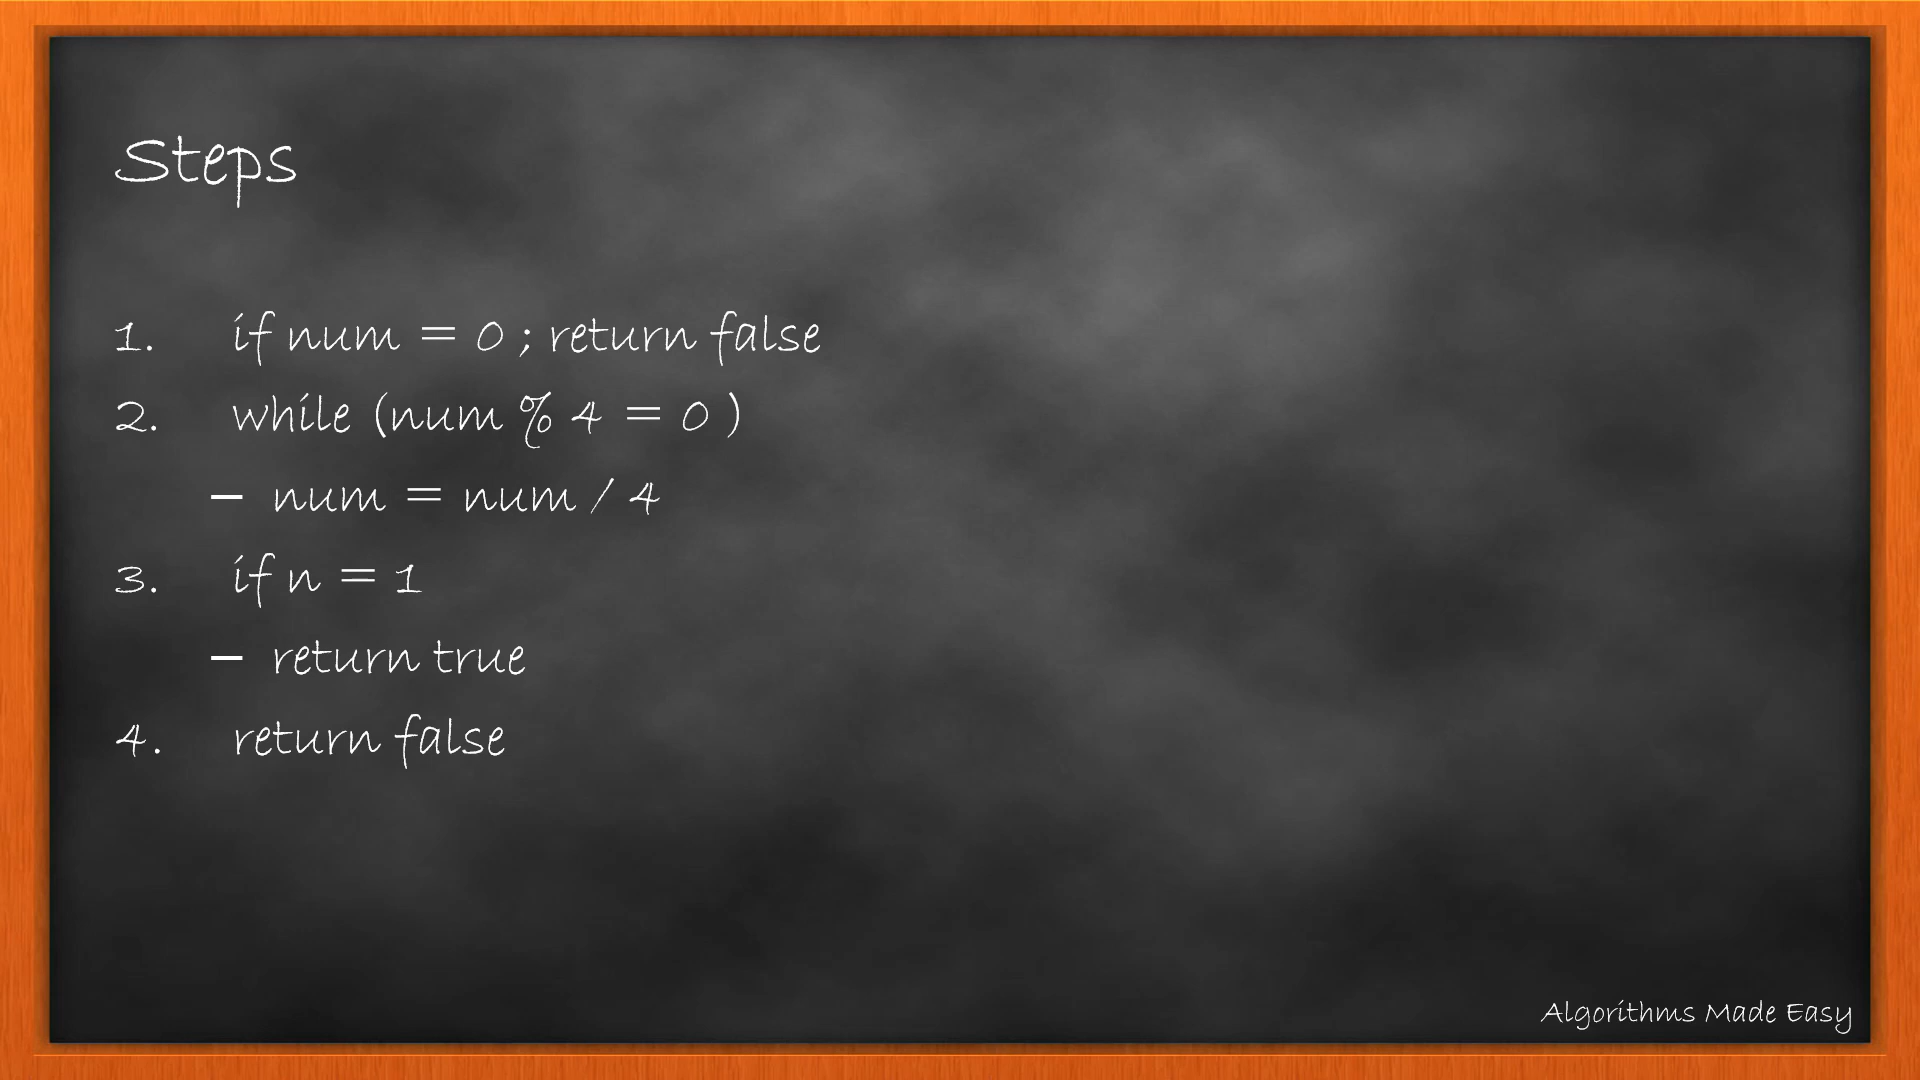 Steps
1. if num = 0 ; return false
2. while (num % 4 = 0 )
– num = num / 4
3. if n = 1
– return true
4. return false
Algorithms Made Easy